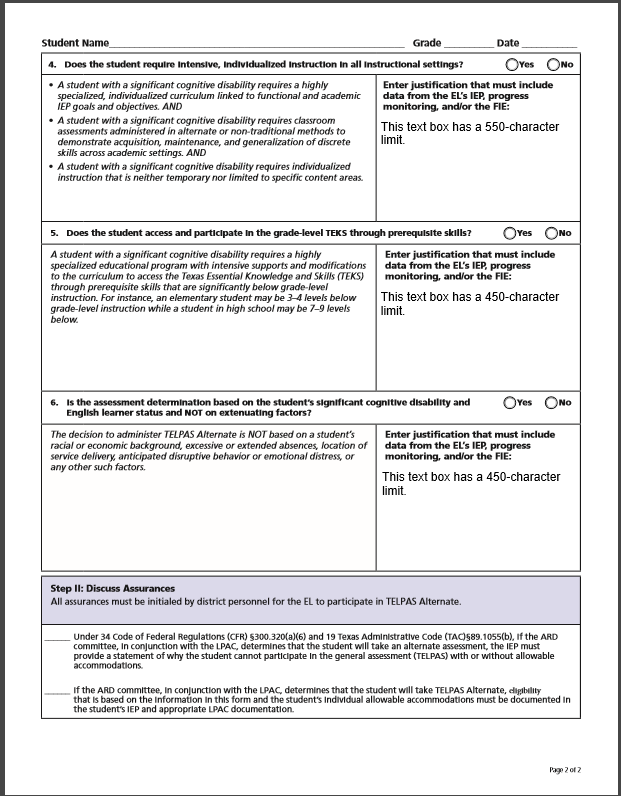 Student Name Grade Date
4. Does the student require intensive, individualized instruction in all instructional settings? Yes No
• A student with a significant cognitive disability requires a highly
specialized, individualized curriculum linked to functional and academic
IEP goals and objectives. AND
• A student with a significant cognitive disability requires classroom
assessments administered in alternate or non-traditional methods to
demonstrate acquisition, maintenance, and generalization of discrete
skills across academic settings. AND
• A student with a significant cognitive disability requires individualized
instruction that is neither temporary nor limited to specific content areas.
Enter justification that must include
data from the EL's IEP, progress
monitoring, and/or the FIE:
This text box has a 550-character
limit.
5. Does the student access and participate in the grade-level TEKS through prerequisite skills? Yes No
A student with a significant cognitive disability requires a highly
specialized educational program with intensive supports and modifications
to the curriculum to access the Texas Essential Knowledge and Skills (TEKS)
through prerequisite skills that are significantly below grade-level
instruction. For instance, an elementary student may be 3–4 levels below
grade-level instruction while a student in high school may be 7–9 levels
below.
Enter justification that must include
data from the EL's IEP, progress
monitoring, and/or the FIE:
This text box has a 450-character
limit.
6. Is the assessment determination based on the student's significant cognitive disability and
English learner status and NOT on extenuating factors? Yes No
The decision to administer TELPAS Alternate is NOT based on a student's
racial or economic background, excessive or extended absences, location of
service delivery, anticipated disruptive behavior or emotional distress, or
any other such factors.
Enter justification that must include
data from the EL's IEP, progress
monitoring, and/or the FIE:
This text box has a 450-character
limit.
Step II: Discuss Assurances
All assurances must be initialed by district personnel for the EL to participate in TELPAS Alternate.
Under 34 Code of Federal Regulations (CFR) §300.320(a)(6) and 19 Texas Administrative Code (TAC)§89.1055(b), if the ARD
committee, in conjunction with the LPAC, determines that the student will take an alternate assessment, the IEP must
provide a statement of why the student cannot participate in the general assessment (TELPAS) with or without allowable
accommodations.
If the ARD committee, in conjunction with the LPAC, determines that the student will take TELPAS Alternate, eligibility
that is based on the information in this form and the student's individual allowable accommodations must be documented in
the student's IEP and appropriate LPAC documentation.
Page 2 of 2